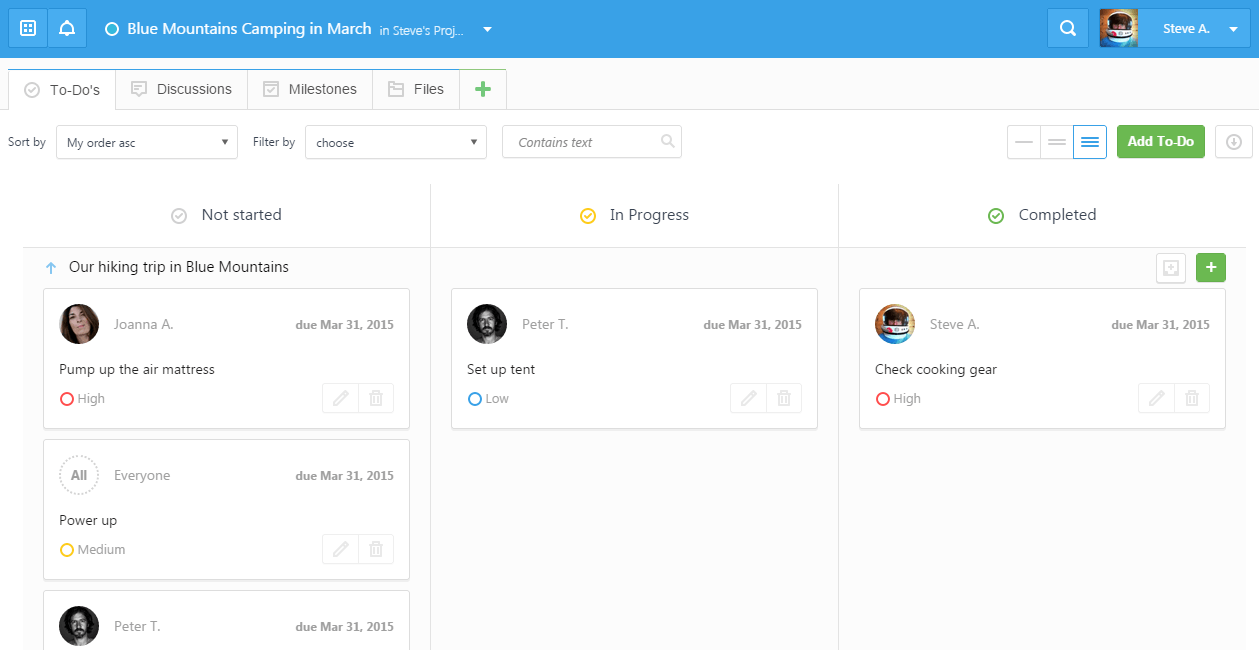 Blue Mountains Camping in March in Steve's Proj...
Steve A.
To-Do's
Discussions
Milestones
Files
Sort by
My order asc
Filter by
choose
Contains text
Add To-Do
Not started
In Progress
Completed
Our hiking trip in Blue Mountains
Joanna A.
due Mar 31, 2015
Pump up the air mattress
High
Peter T.
due Mar 31, 2015
Set up tent
Low
Steve A.
due Mar 31, 2015
Check cooking gear
High
All
Everyone
due Mar 31, 2015
Power up
Medium
Peter T.
due Mar 31, 2015